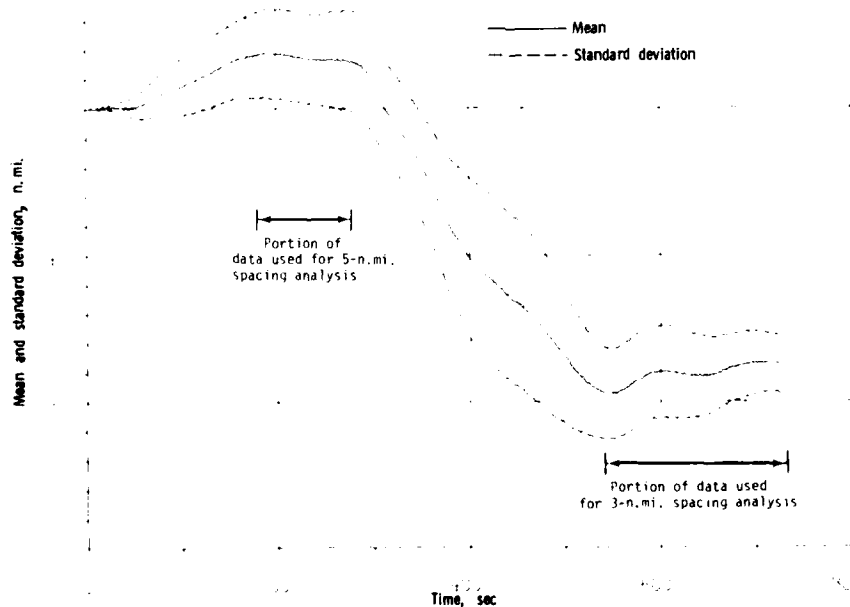 Mean
Standard deviation
Mean and standard deviation, n.mi.
Portion of
data used for 5-n.mi.
spacing analysis
Portion of data used
for 3-n.mi. spacing analysis
Time, sec